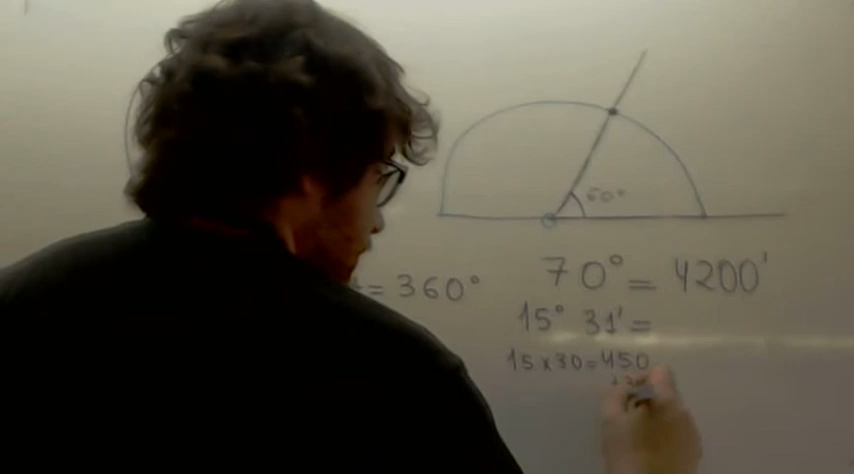 60°
= 360°
70° = 4200'
15° 31' =
15 x 30 = 450